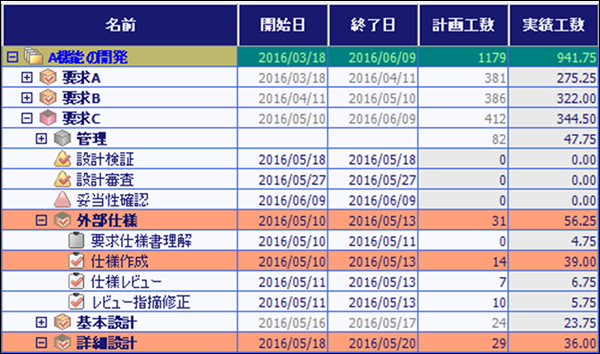 名前 開始日 終了日 計画工数 実績工数
A機能の開発 2016/03/18 2016/06/09 1179 941.75
要求A 2016/03/18 2016/04/11 381 275.25
要求B 2016/04/11 2016/05/10 386 322.00
要求C 2016/05/10 2016/06/09 412 344.50
管理 82 47.75
設計検証 2016/05/18 2016/05/18 0 0.00
設計審査 2016/05/27 2016/05/27 0 0.00
妥当性確認 2016/06/09 2016/06/09 0 0.00
外部仕様 2016/05/10 2016/05/13 31 56.25
要求仕様書理解 2016/05/10 2016/05/11 0 4.75
仕様作成 2016/05/10 2016/05/13 14 39.00
仕様レビュー 2016/05/11 2016/05/13 7 6.75
レビュー指摘修正 2016/05/11 2016/05/13 10 5.75
基本設計 2016/05/16 2016/05/17 24 23.75
詳細設計 2016/05/18 2016/05/20 29 36.00